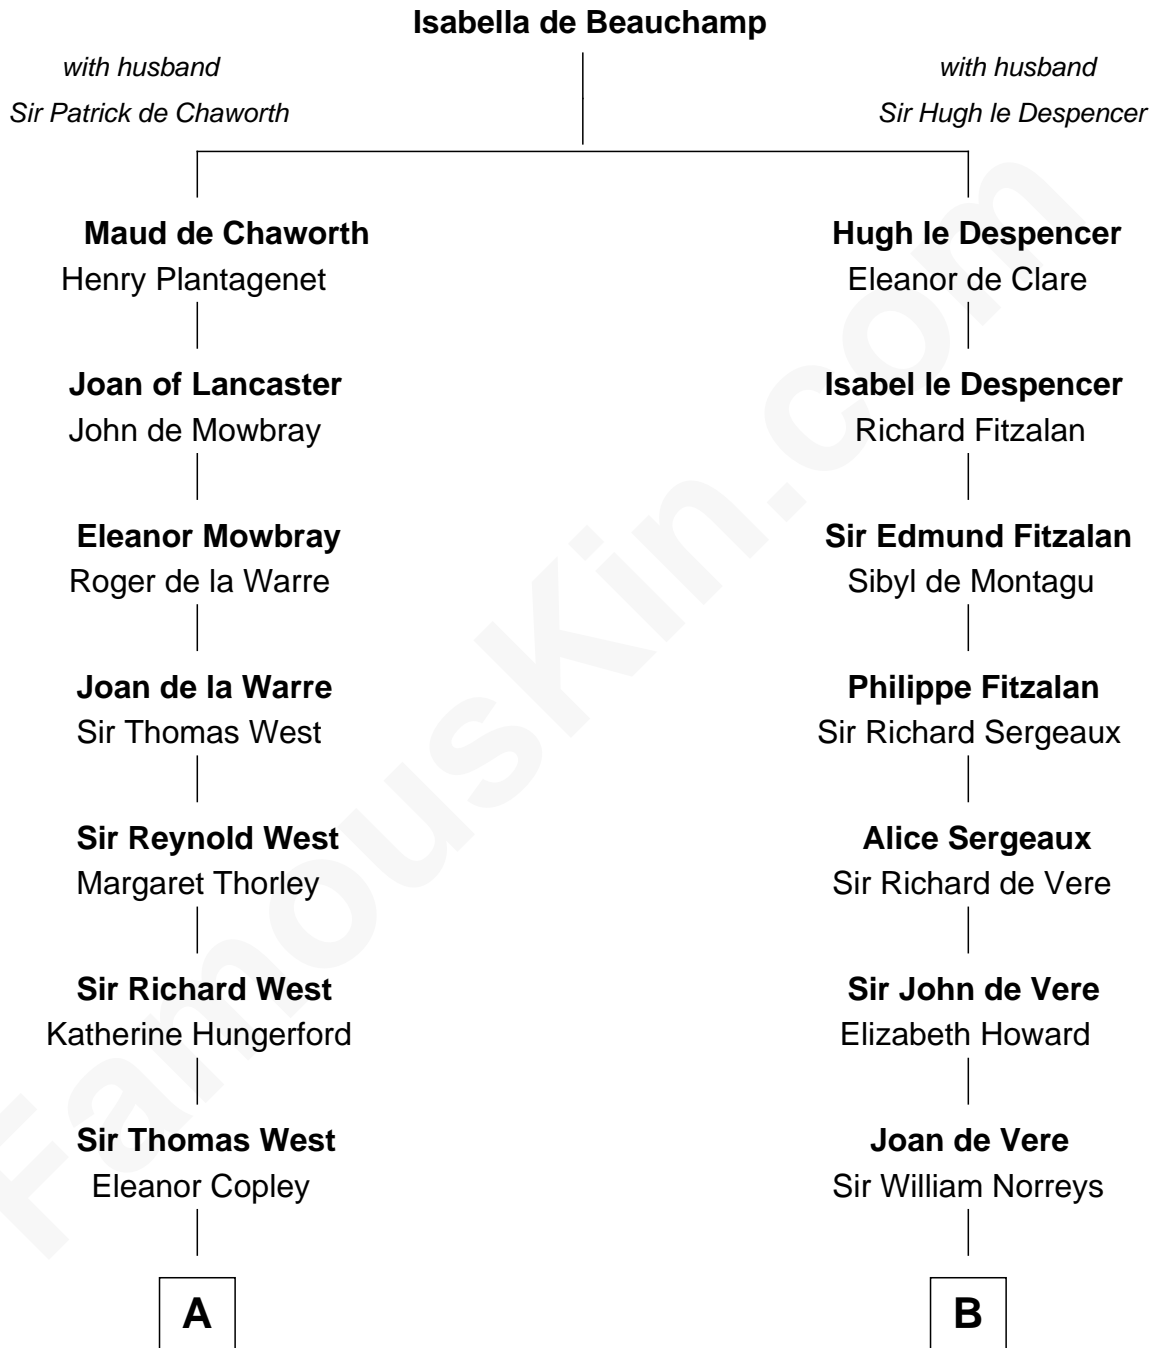 Isabella de Beauchamp
with husband
Sir Patrick de Chaworth
with husband
Sir Hugh le Despencer
Maud de Chaworth
Henry Plantagenet
Joan of Lancaster
John de Mowbray
Eleanor Mowbray
Roger de la Warre
Joan de la Warre
Sir Thomas West
Sir Reynold West
Margaret Thorley
Sir Richard West
Katherine Hungerford
Sir Thomas West
Eleanor Copley
A
Hugh le Despencer
Eleanor de Clare
Isabel le Despencer
Richard Fitzalan
Sir Edmund Fitzalan
Sibyl de Montagu
Philippe Fitzalan
Sir Richard Sergeaux
Alice Sergeaux
Sir Richard de Vere
Sir John de Vere
Elizabeth Howard
Joan de Vere
Sir William Norreys
B
FamousKin.com